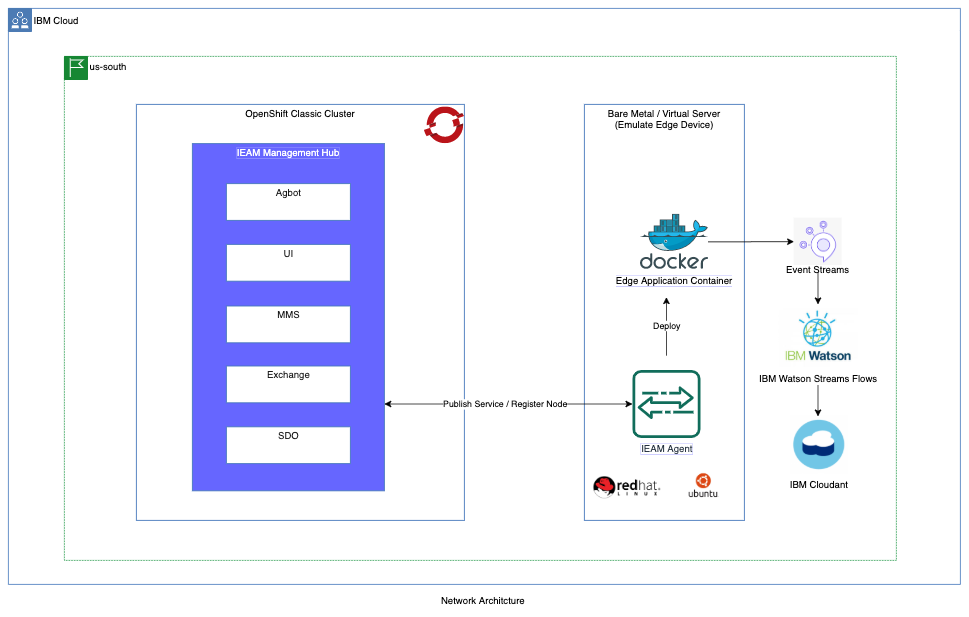 IBM Cloud
us-south
OpenShift Classic Cluster
IEAM Management Hub
Agbot
UI
MMS
Exchange
SDO
Publish Service / Register Node
Bare Metal / Virtual Server
(Emulate Edge Device)
docker
Edge Application Container
Deploy
IEAM Agent
redhat.
LINUX
ubuntu
Event Streams
IBM Watson
IBM Watson Streams Flows
IBM Cloudant
Network Architcture